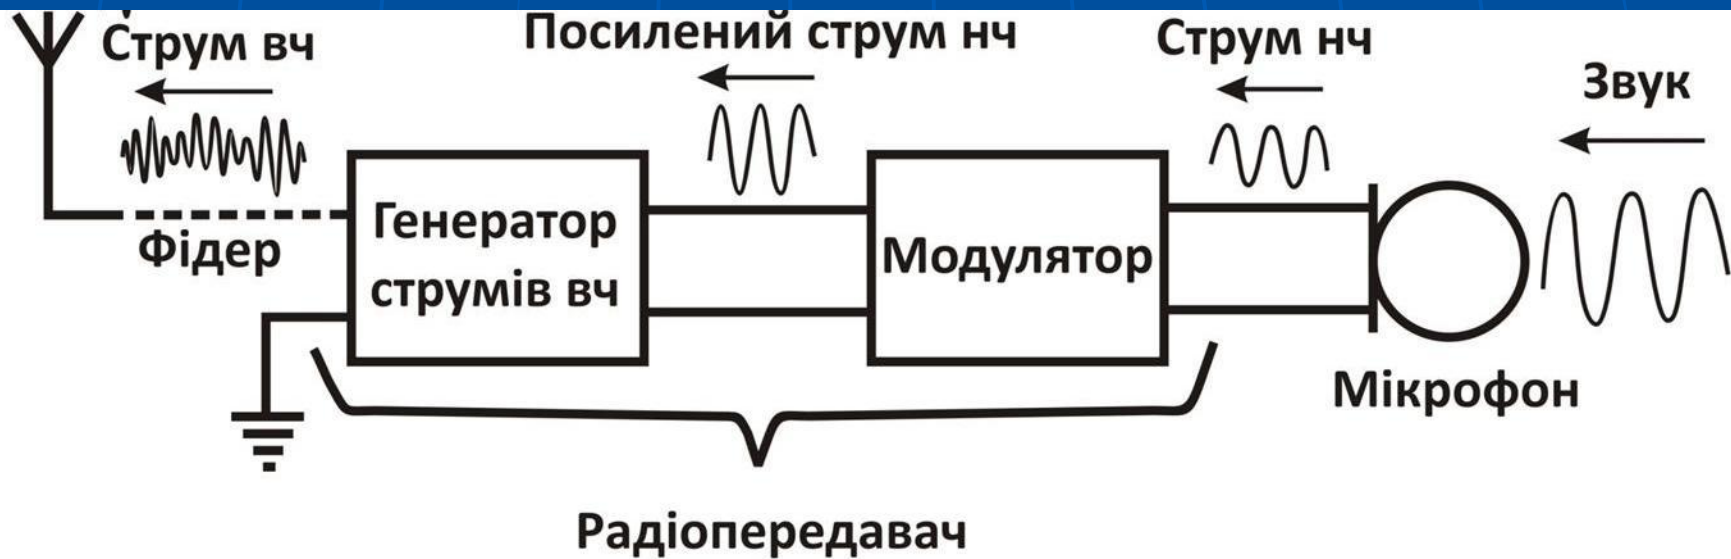 Струм вч
Посилений струм нч
Струм нч
Звук
Фідер
Генератор
струмів вч
Модулятор
Мікрофон
Радіопередавач